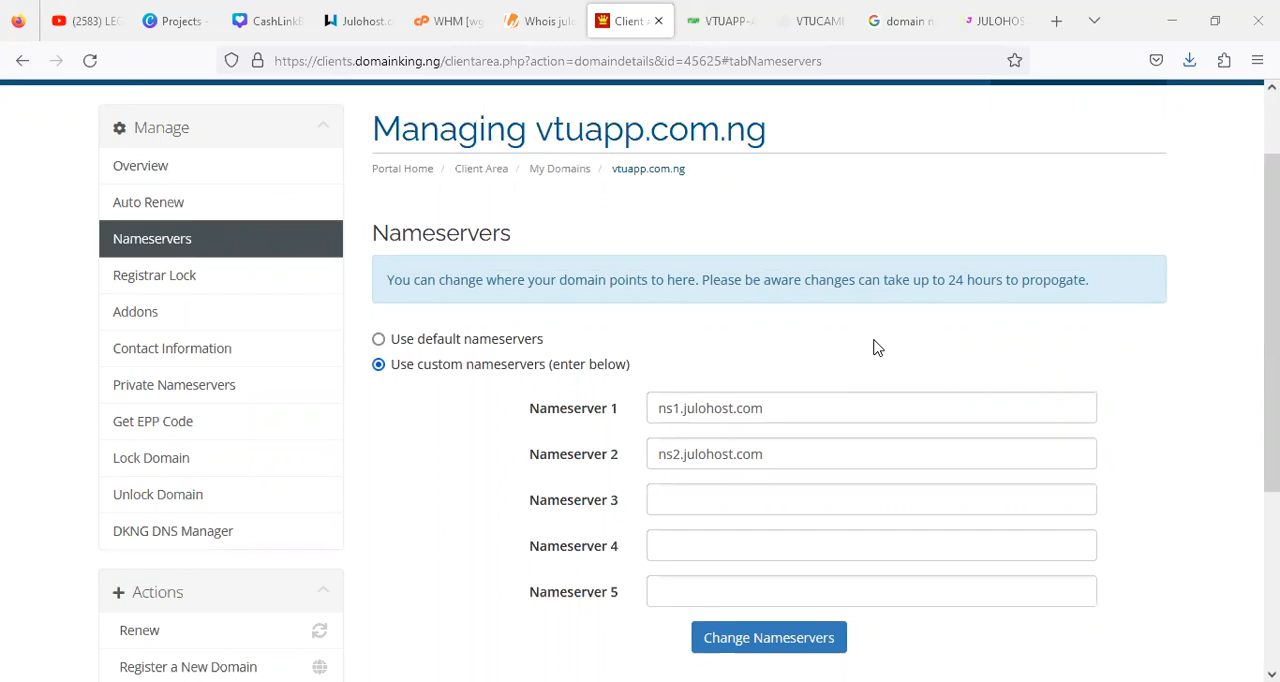 (2583) LE
Projects -
CashLinkE
Julohost.c
WHM [wg
Whois julo
Client A
VTUAPP-A
VTUCAMI
domain n
JULOHOS
https://clients.domainking.ng/clientarea.php?action=domaindetails&id=45625#tabNameservers
Manage
Overview
Auto Renew
Nameservers
Registrar Lock
Addons
Contact Information
Private Nameservers
Get EPP Code
Lock Domain
Unlock Domain
DKNG DNS Manager
Actions
Renew
Register a New Domain
Managing vtuapp.com.ng
Portal Home / Client Area / My Domains / vtuapp.com.ng
Nameservers
You can change where your domain points to here. Please be aware changes can take up to 24 hours to propogate.
Use default nameservers
Use custom nameservers (enter below)
Nameserver 1 ns1.julohost.com
Nameserver 2 ns2.julohost.com
Nameserver 3
Nameserver 4
Nameserver 5
Change Nameservers